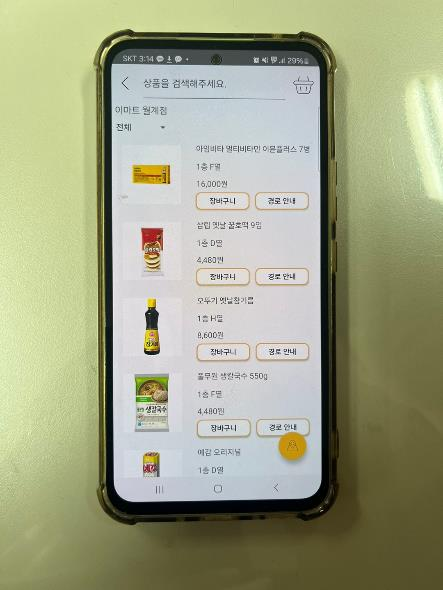 SKT 3:14
29%
상품을 검색해주세요.
이마트 월계점
전체
아임비타 멀티비타민 이뮨플러스 7병
1층 F열
16,000원
장바구니 경로 안내
삼립 옛날 꿀호떡 9입
1층 D열
4,480원
장바구니 경로 안내
오뚜기 옛날참기름
1층 H열
8,600원
장바구니 경로 안내
풀무원 생칼국수 550g
1층 F열
4,480원
장바구니 경로 안내
생칼국수
예감 오리지널
1층 D열